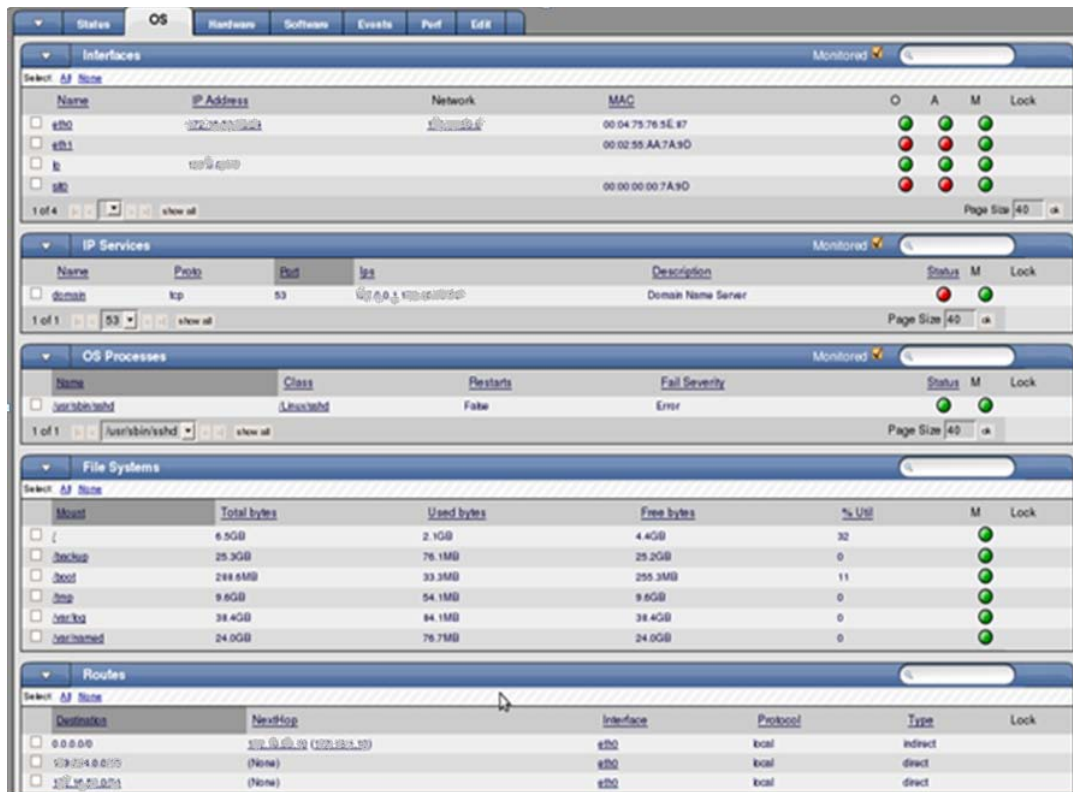 Status OS Hardware Software Events Perf Edit
Interfaces Monitored
Select: All None
Name IP Address Network MAC O A M Lock
eth0 00:04:75:76:5E:87
eth1 00:02:55:AA:7A:9D
lo
sit0 00:00:00:00:7A:9D
1 of 4 show all Page Size 40 ok
IP Services Monitored
Name Proto Port Ips Description Status M Lock
domain tcp 53 Domain Name Server
1 of 1 53 show all Page Size 40 ok
OS Processes Monitored
Name Class Restarts Fail Severity Status M Lock
/usr/sbin/sshd /Linux/sshd False Error
1 of 1 /usr/sbin/sshd show all Page Size 40 ok
File Systems
Select: All None
Mount Total bytes Used bytes Free bytes % Util M Lock
/ 6.5GB 2.1GB 4.4GB 32
/backup 25.3GB 76.1MB 25.2GB 0
/boot 288.6MB 33.3MB 255.3MB 11
/tmp 9.6GB 54.1MB 9.6GB 0
/var/log 38.4GB 84.1MB 38.4GB 0
/var/named 24.0GB 76.7MB 24.0GB 0
Routes
Select: All None
Destination NextHop Interface Protocol Type Lock
0.0.0.0/0 eth0 local indirect
(None) eth0 local direct
(None) eth0 local direct